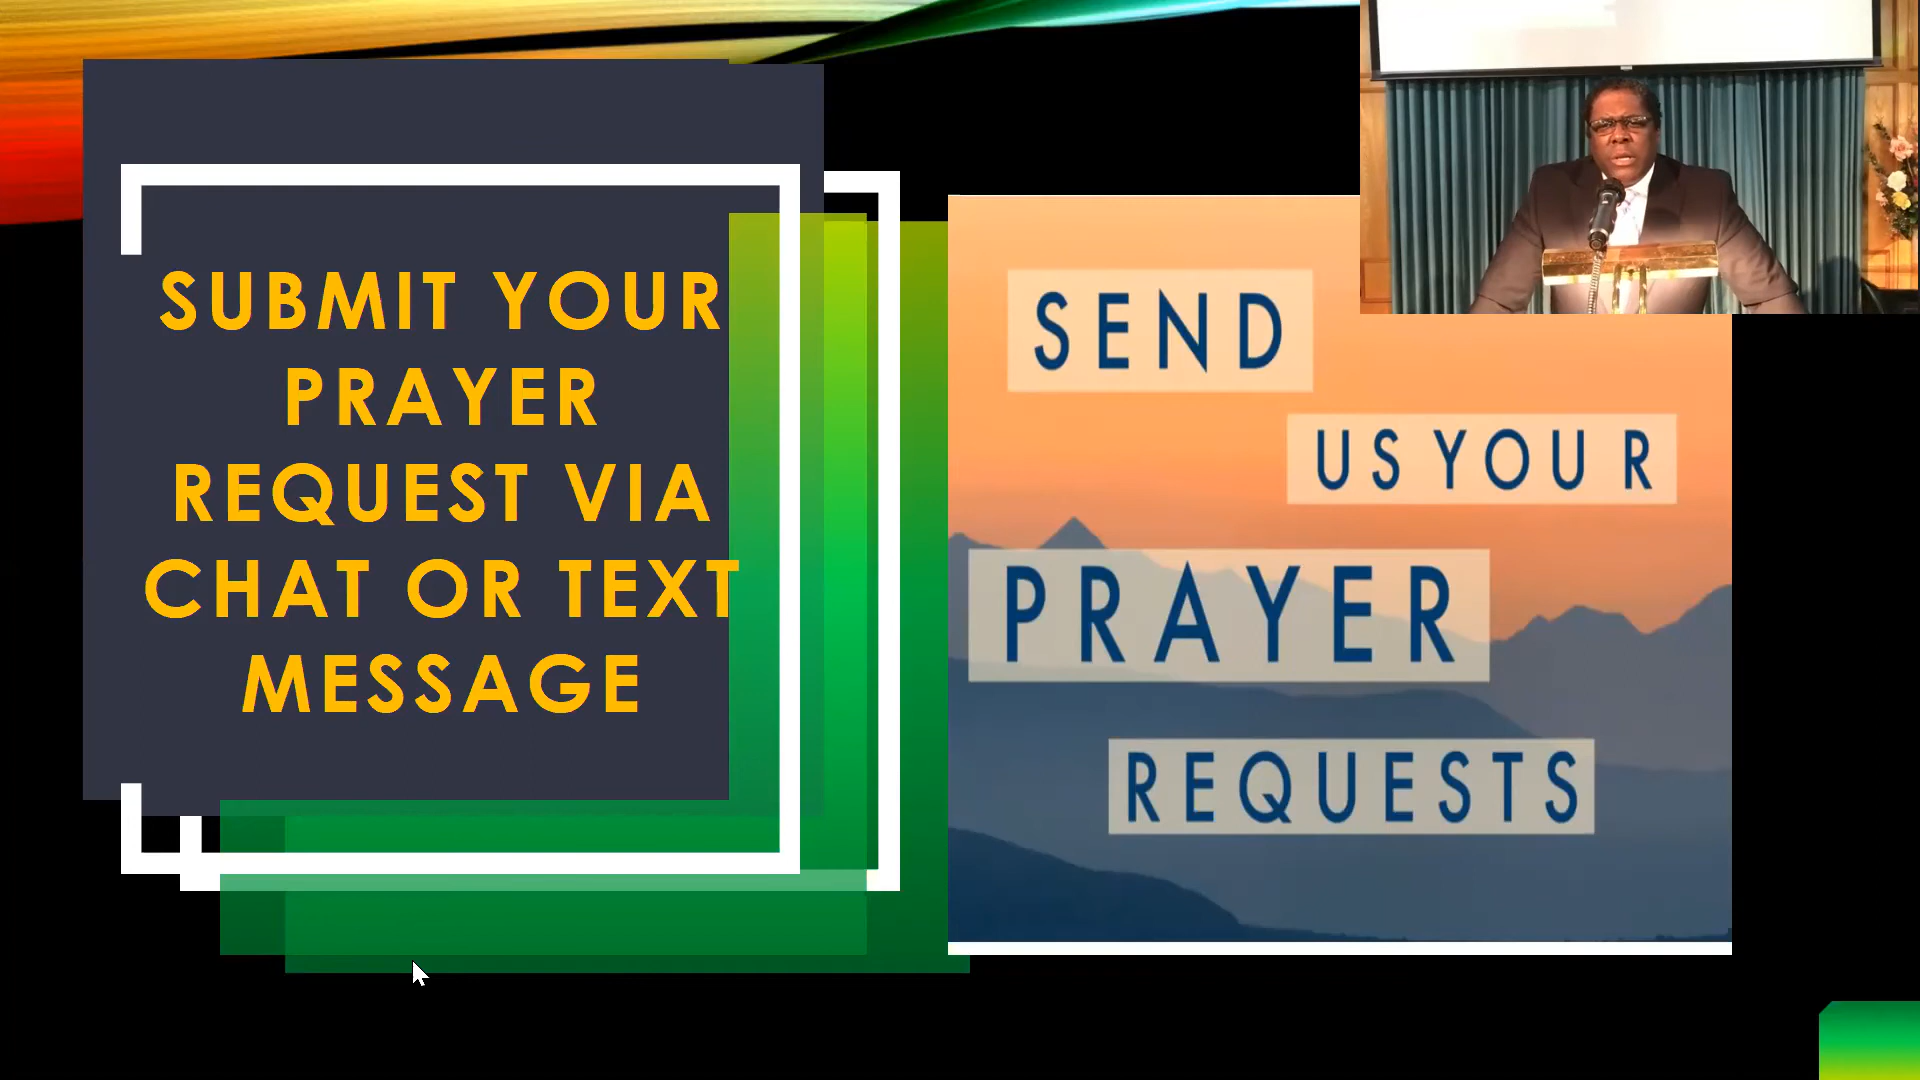 SUBMIT YOUR
PRAYER
REQUEST VIA
CHAT OR TEXT
MESSAGE
SEND
US YOUR
PRAYER
REQUESTS